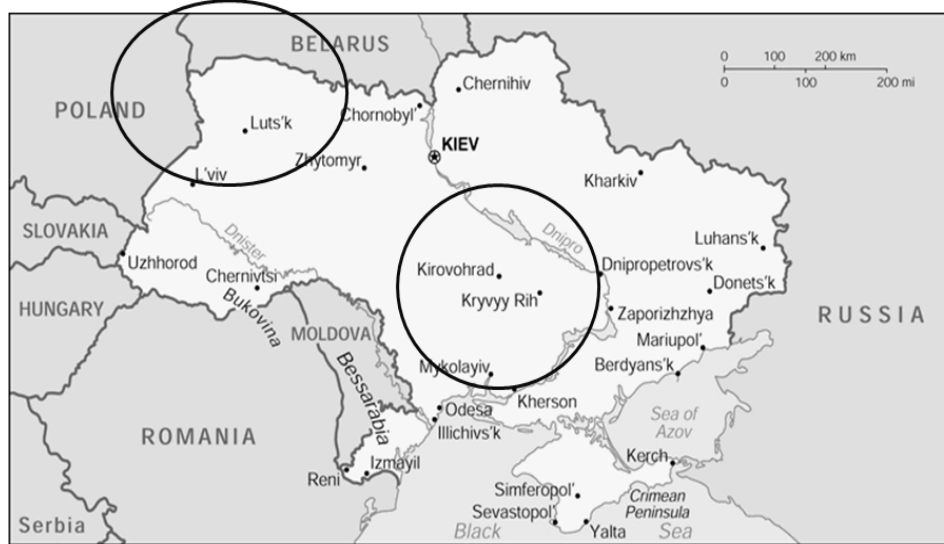 BELARUS
0 100 200 km
0 100 200 mi
Chernihiv
POLAND
Chornobyl'
Luts'k
KIEV
Zhytomyr
L'viv
Kharkiv
SLOVAKIA
Dnister
Dnipro
Luhans'k
Uzhhorod
Chernivtsi
Kirovohrad
Dnipropetrovs'k
Donets'k
HUNGARY
Bukovina
Kryvyy Rih
Zaporizhzhya
RUSSIA
MOLDOVA
Mariupol'
Mykolayiv
Berdyans'k
Bessarabia
Kherson
Odesa
Sea of
Azov
ROMANIA
Illichivs'k
Kerch
Reni
Izmayil
Simferopol'
Crimean
Peninsula
Sevastopol'
Serbia
Black
Yalta
Sea